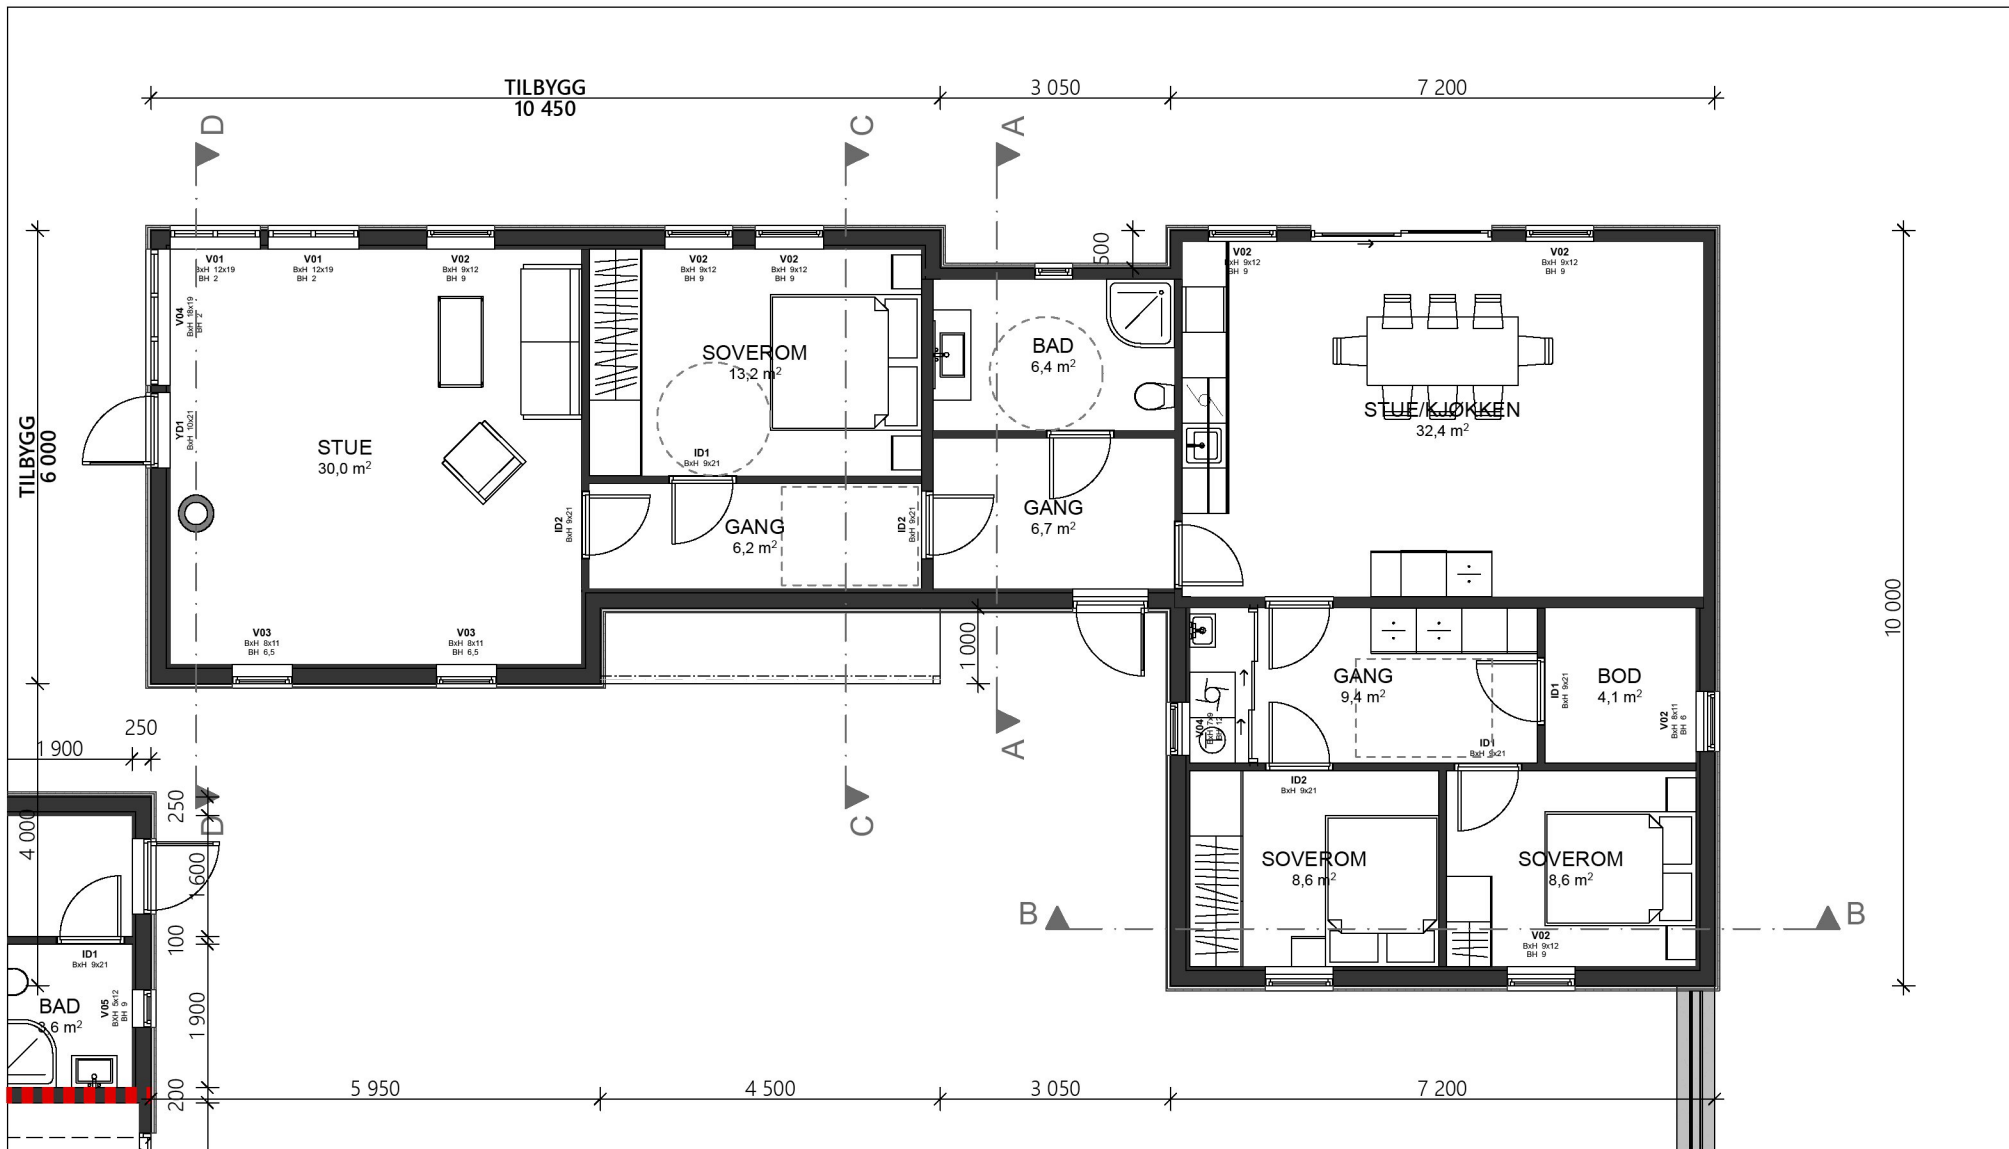 TILBYGG
10 450
3 050
7 200
D
C
A
500
V01
BxH 12x19
BH 2
V01
BxH 12x19
BH 2
V02
BxH 9x12
BH 9
V02
BxH 9x12
BH 9
V02
BxH 9x12
BH 9
V02
BxH 9x12
BH 9
V02
BxH 9x12
BH 9
V04
BxH 18x19
BH 2
YD1
BxH 10x21
TILBYGG
6 000
STUE
30,0 m²
SOVEROM
13,2 m²
ID1
BxH 9x21
BAD
6,4 m²
STUE/KJØKKEN
32,4 m²
ID2
BxH 9x21
GANG
6,2 m²
ID2
BxH 9x21
GANG
6,7 m²
10 000
V03
BxH 8x11
BH 6,5
V03
BxH 8x11
BH 6,5
1 000
GANG
9,4 m²
ID1
BxH 9x21
BOD
4,1 m²
V02
BxH 8x11
BH 6
V04
BxH 7x9
BH 12
ID1
BxH 9x21
ID2
BxH 9x21
250
1 900
D
C
A
4 000
250
1 600
100
1 900
200
SOVEROM
8,6 m²
SOVEROM
8,6 m²
B
B
V02
BxH 9x12
BH 9
ID1
BxH 9x21
BAD
3,6 m²
V05
BXH 5x12
BH 9
5 950
4 500
3 050
7 200